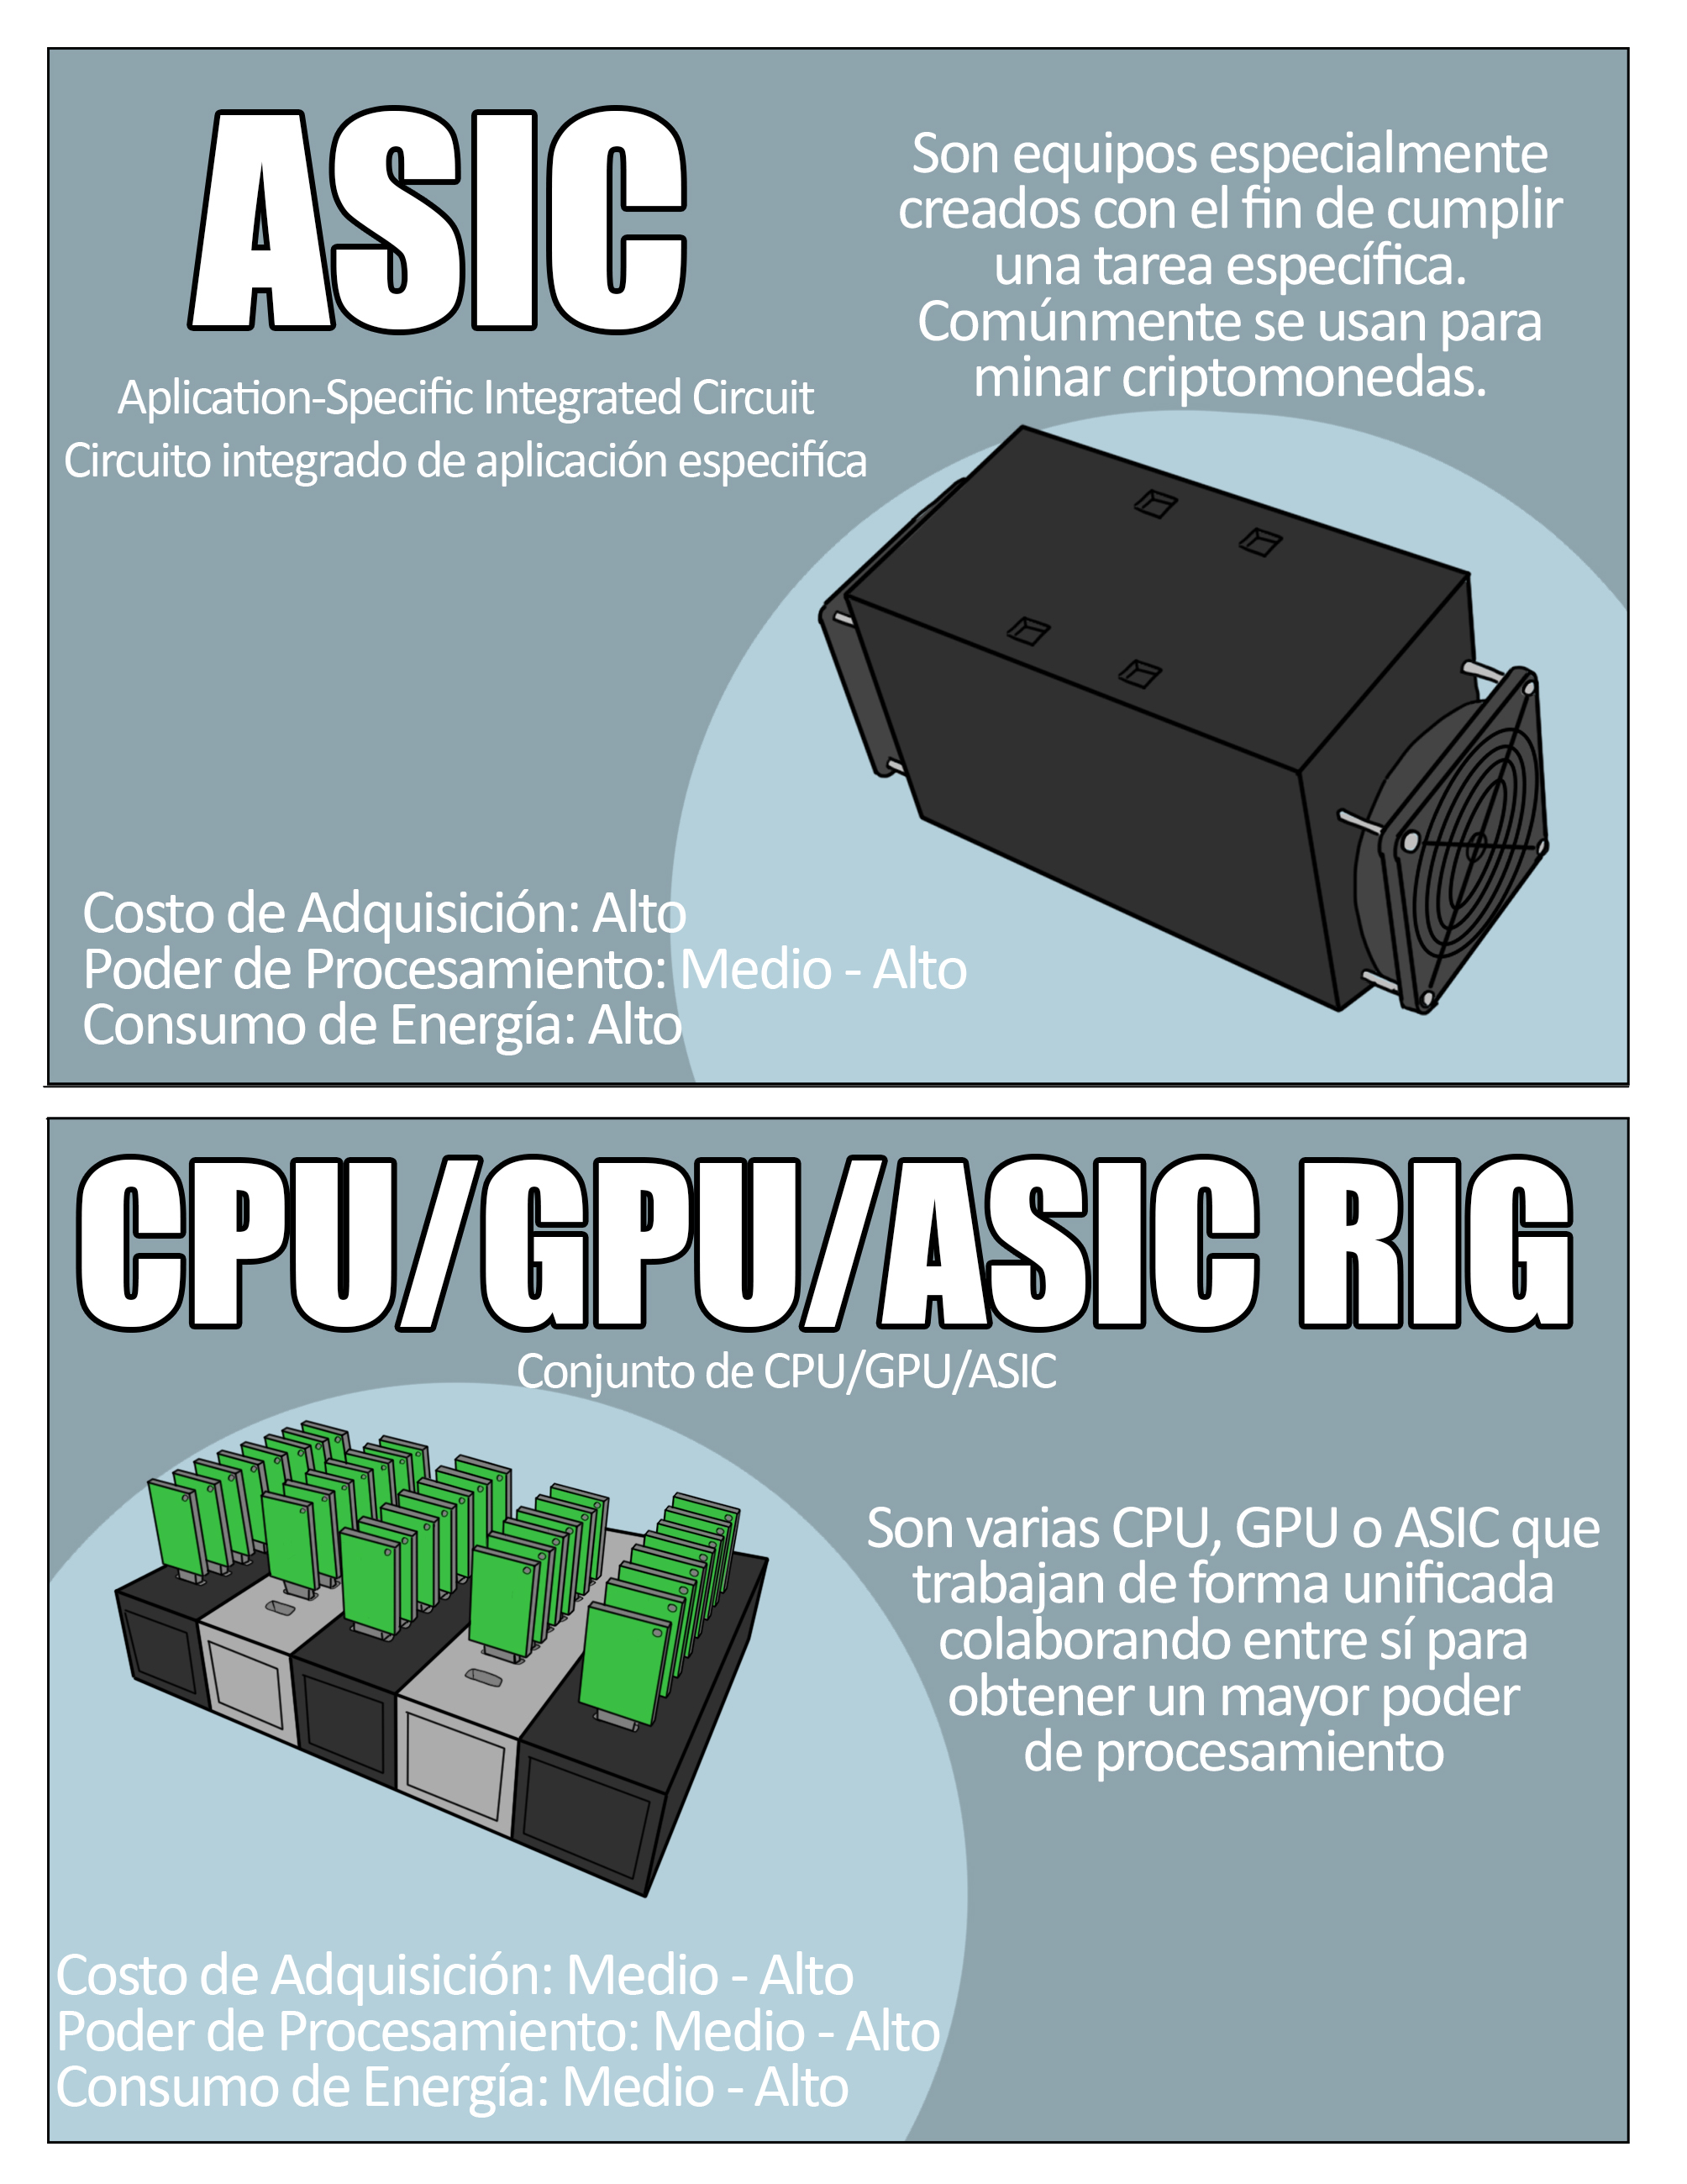 ASIC
Aplication-Specific Integrated Circuit
Circuito integrado de aplicación especifíca
Son equipos especialmente
creados con el fin de cumplir
una tarea específica.
Comúnmente se usan para
minar criptomonedas.
Costo de Adquisición: Alto
Poder de Procesamiento: Medio - Alto
Consumo de Energía: Alto
CPU/GPU/ASIC RIG
Conjunto de CPU/GPU/ASIC
Son varias CPU, GPU o ASIC que
trabajan de forma unificada
colaborando entre sí para
obtener un mayor poder
de procesamiento
Costo de Adquisición: Medio - Alto
Poder de Procesamiento: Medio - Alto
Consumo de Energía: Medio - Alto